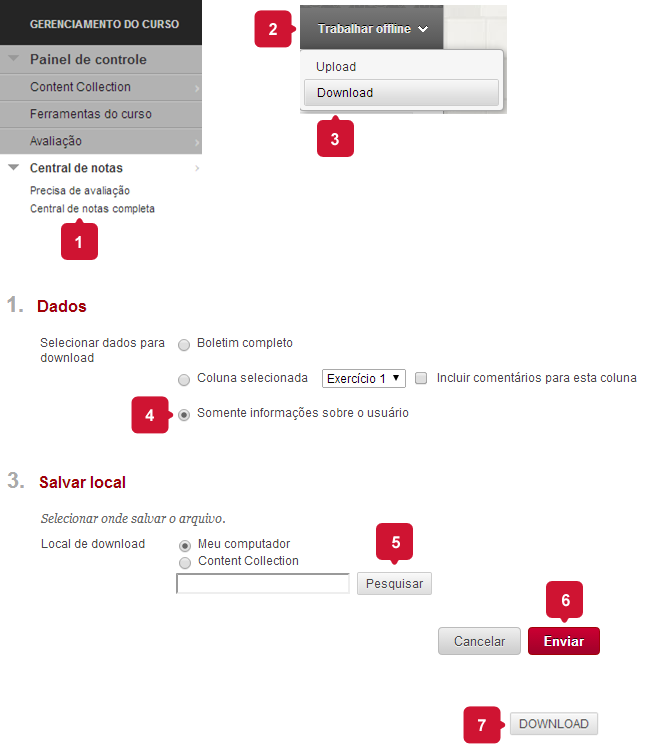 GERENCIAMENTO DO CURSO
Painel de controle
Content Collection
Ferramentas do curso
Avaliação
Central de notas
Precisa de avaliação
Central de notas completa
1
2
Trabalhar offline
Upload
Download
3
1. Dados
Selecionar dados para
download
Boletim completo
Coluna selecionada Exercício 1 Incluir comentários para esta coluna
4 Somente informações sobre o usuário
3. Salvar local
Selecionar onde salvar o arquivo.
Local de download Meu computador
Content Collection
5
Pesquisar
6
Cancelar Enviar
7 DOWNLOAD